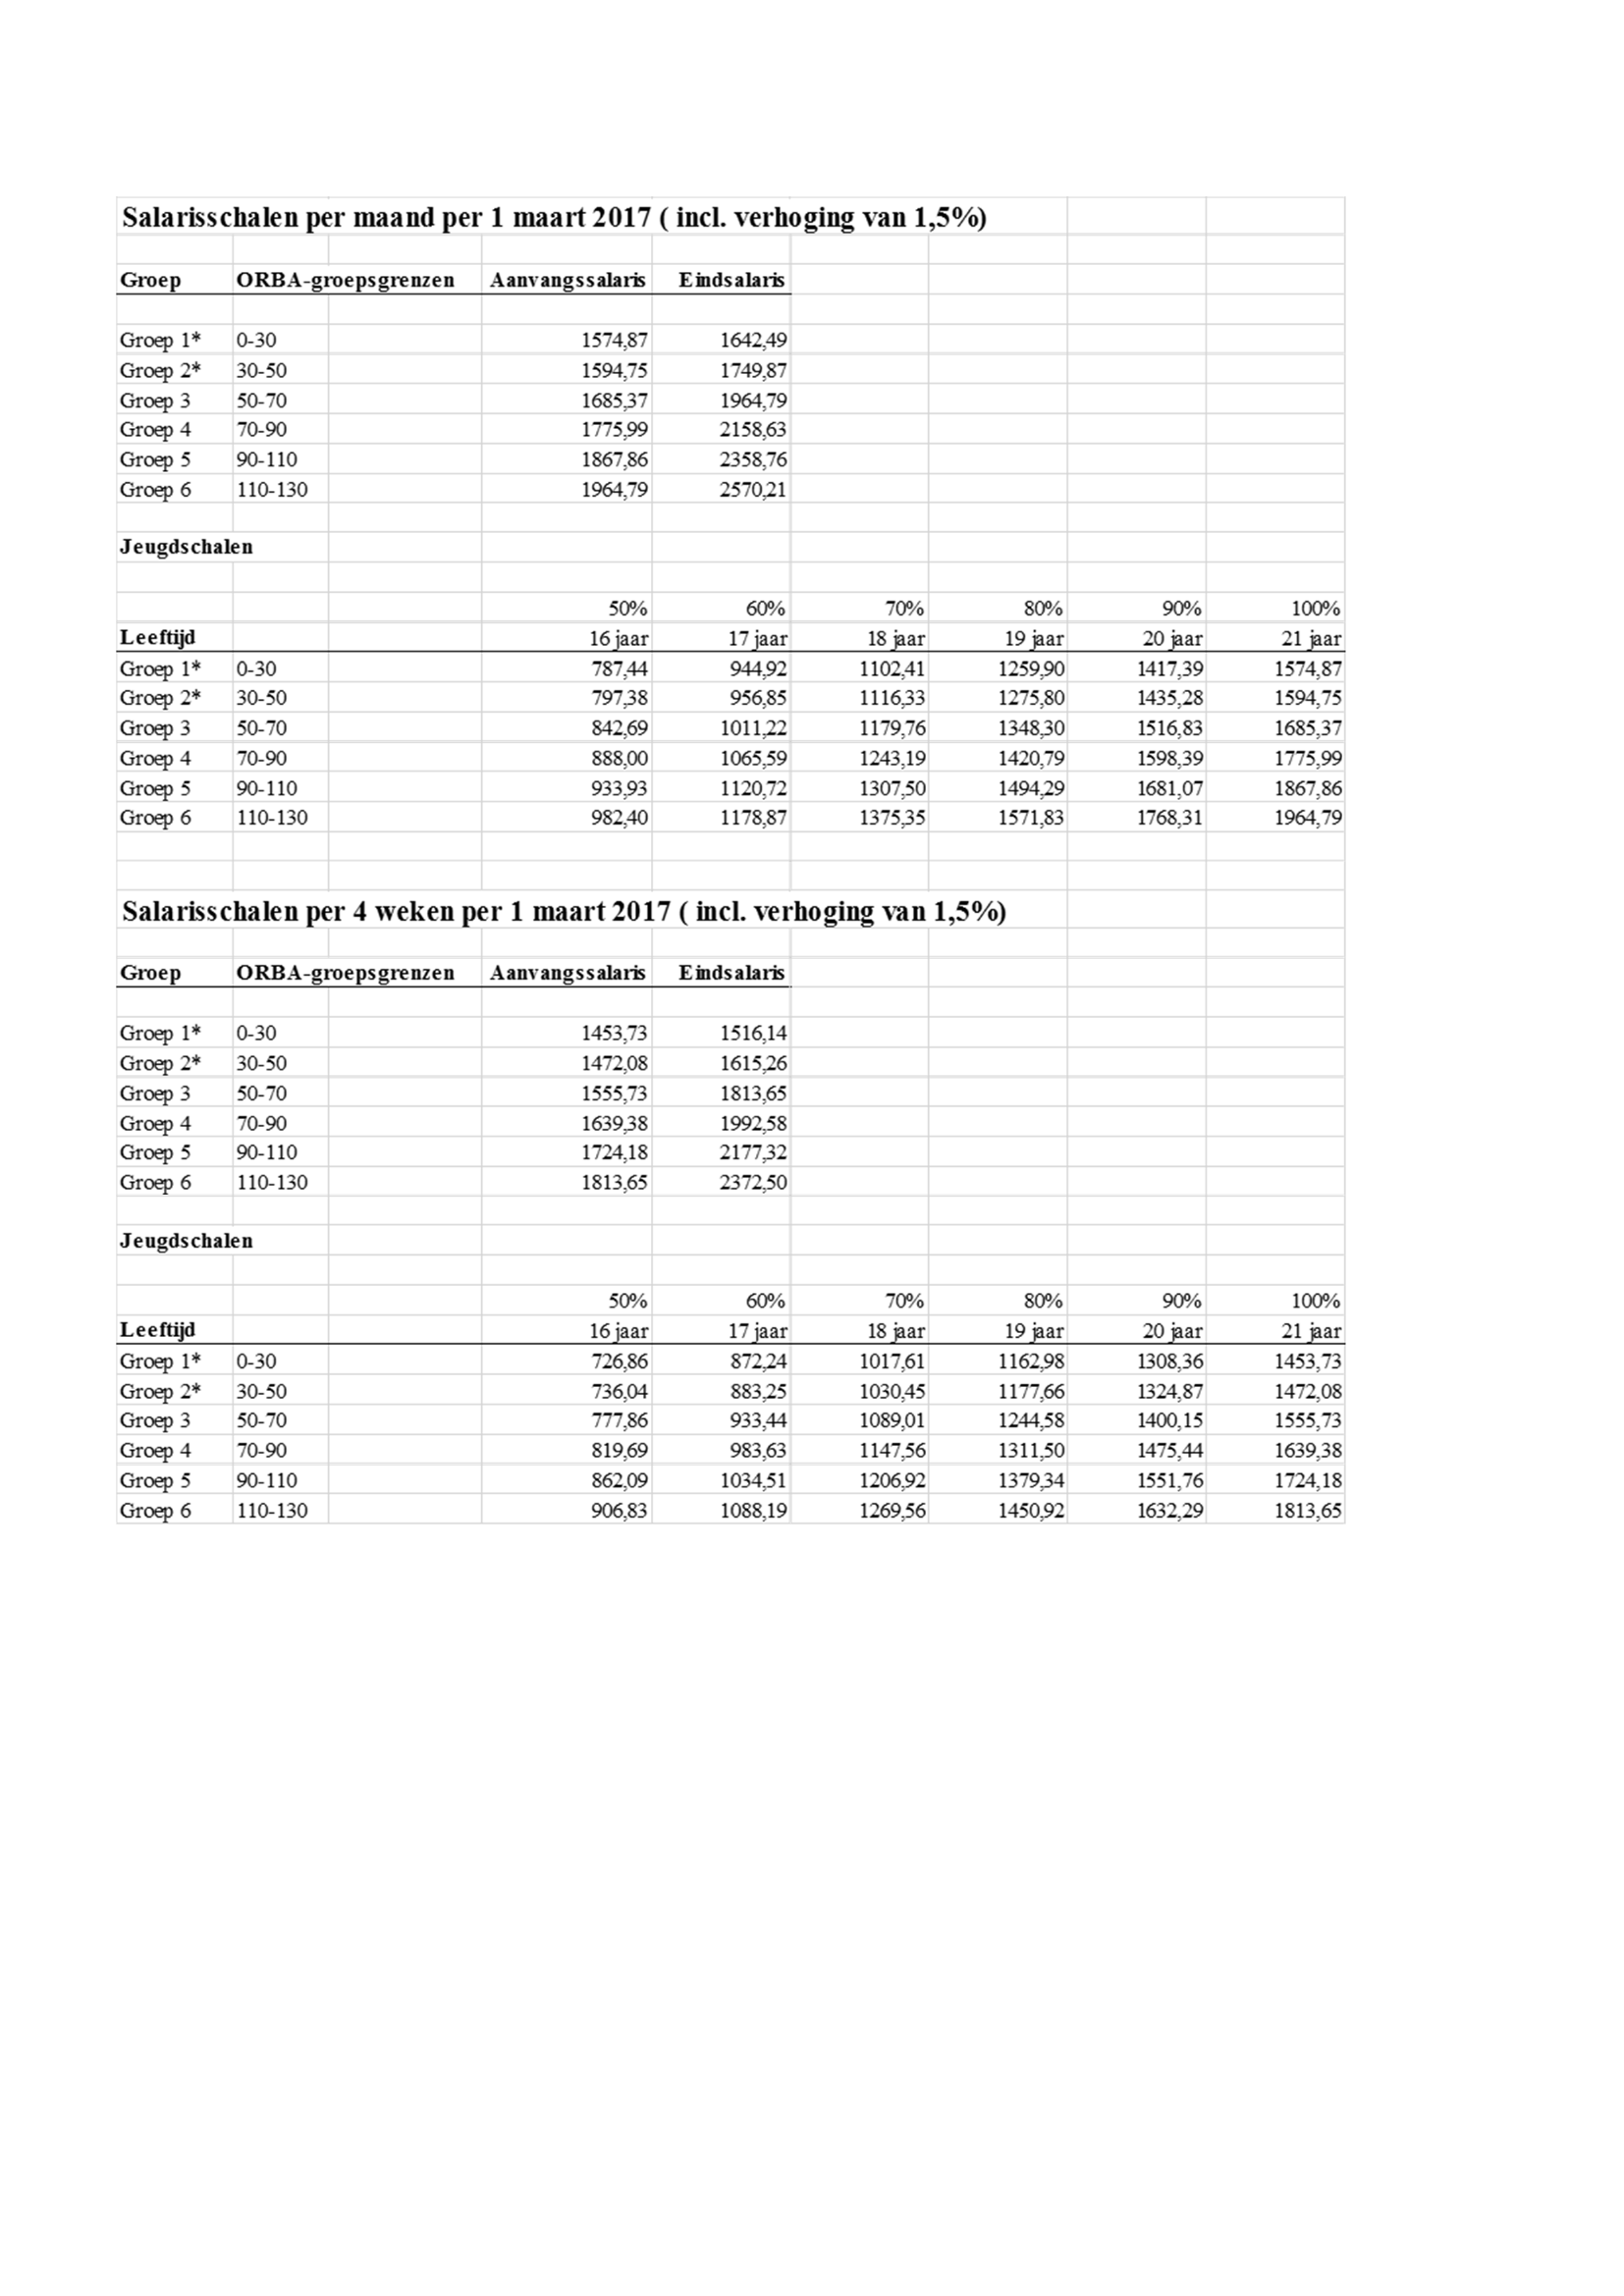 Salarisschalen per maand per 1 maart 2017 ( incl. verhoging van 1,5%)
Groep ORBA-groepsgrenzen Aanvangssalaris Eindsalaris
Groep 1* 0-30 1574,87 1642,49
Groep 2* 30-50 1594,75 1749,87
Groep 3 50-70 1685,37 1964,79
Groep 4 70-90 1775,99 2158,63
Groep 5 90-110 1867,86 2358,76
Groep 6 110-130 1964,79 2570,21
Jeugdschalen
50% 60% 70% 80% 90% 100%
Leeftijd 16 jaar 17 jaar 18 jaar 19 jaar 20 jaar 21 jaar
Groep 1* 0-30 787,44 944,92 1102,41 1259,90 1417,39 1574,87
Groep 2* 30-50 797,38 956,85 1116,33 1275,80 1435,28 1594,75
Groep 3 50-70 842,69 1011,22 1179,76 1348,30 1516,83 1685,37
Groep 4 70-90 888,00 1065,59 1243,19 1420,79 1598,39 1775,99
Groep 5 90-110 933,93 1120,72 1307,50 1494,29 1681,07 1867,86
Groep 6 110-130 982,40 1178,87 1375,35 1571,83 1768,31 1964,79
Salarisschalen per 4 weken per 1 maart 2017 ( incl. verhoging van 1,5%)
Groep ORBA-groepsgrenzen Aanvangssalaris Eindsalaris
Groep 1* 0-30 1453,73 1516,14
Groep 2* 30-50 1472,08 1615,26
Groep 3 50-70 1555,73 1813,65
Groep 4 70-90 1639,38 1992,58
Groep 5 90-110 1724,18 2177,32
Groep 6 110-130 1813,65 2372,50
Jeugdschalen
50% 60% 70% 80% 90% 100%
Leeftijd 16 jaar 17 jaar 18 jaar 19 jaar 20 jaar 21 jaar
Groep 1* 0-30 726,86 872,24 1017,61 1162,98 1308,36 1453,73
Groep 2* 30-50 736,04 883,25 1030,45 1177,66 1324,87 1472,08
Groep 3 50-70 777,86 933,44 1089,01 1244,58 1400,15 1555,73
Groep 4 70-90 819,69 983,63 1147,56 1311,50 1475,44 1639,38
Groep 5 90-110 862,09 1034,51 1206,92 1379,34 1551,76 1724,18
Groep 6 110-130 906,83 1088,19 1269,56 1450,92 1632,29 1813,65